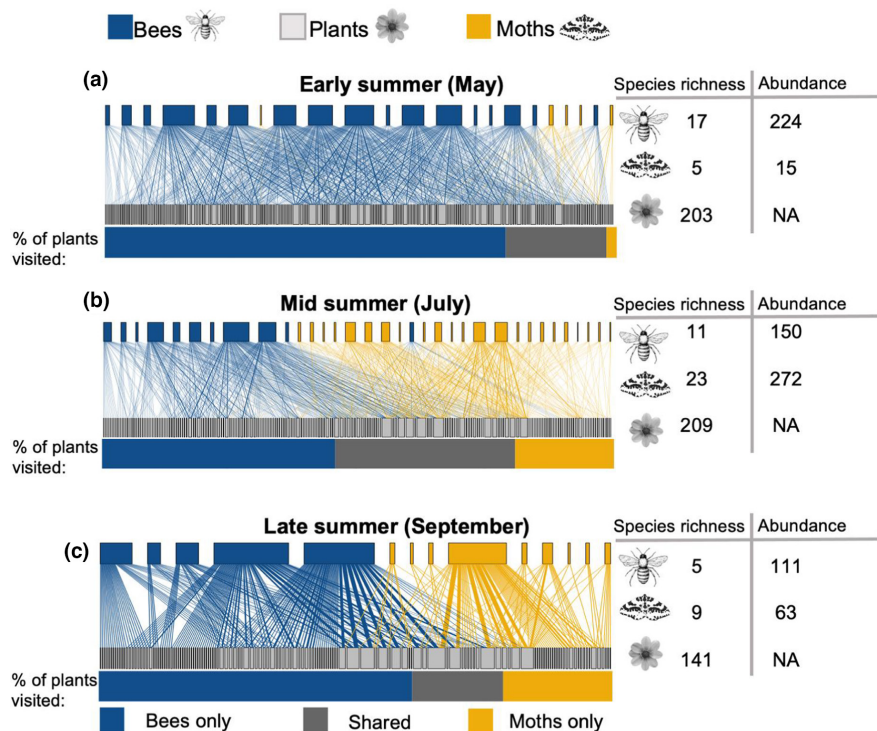 Bees Plants Moths
(a)
Early summer (May)
Species richness Abundance
17 224
5 15
203 NA
% of plants
visited:
(b)
Mid summer (July)
Species richness Abundance
11 150
23 272
209 NA
% of plants
visited:
(c)
Late summer (September)
Species richness Abundance
5 111
9 63
141 NA
% of plants
visited:
Bees only Shared Moths only